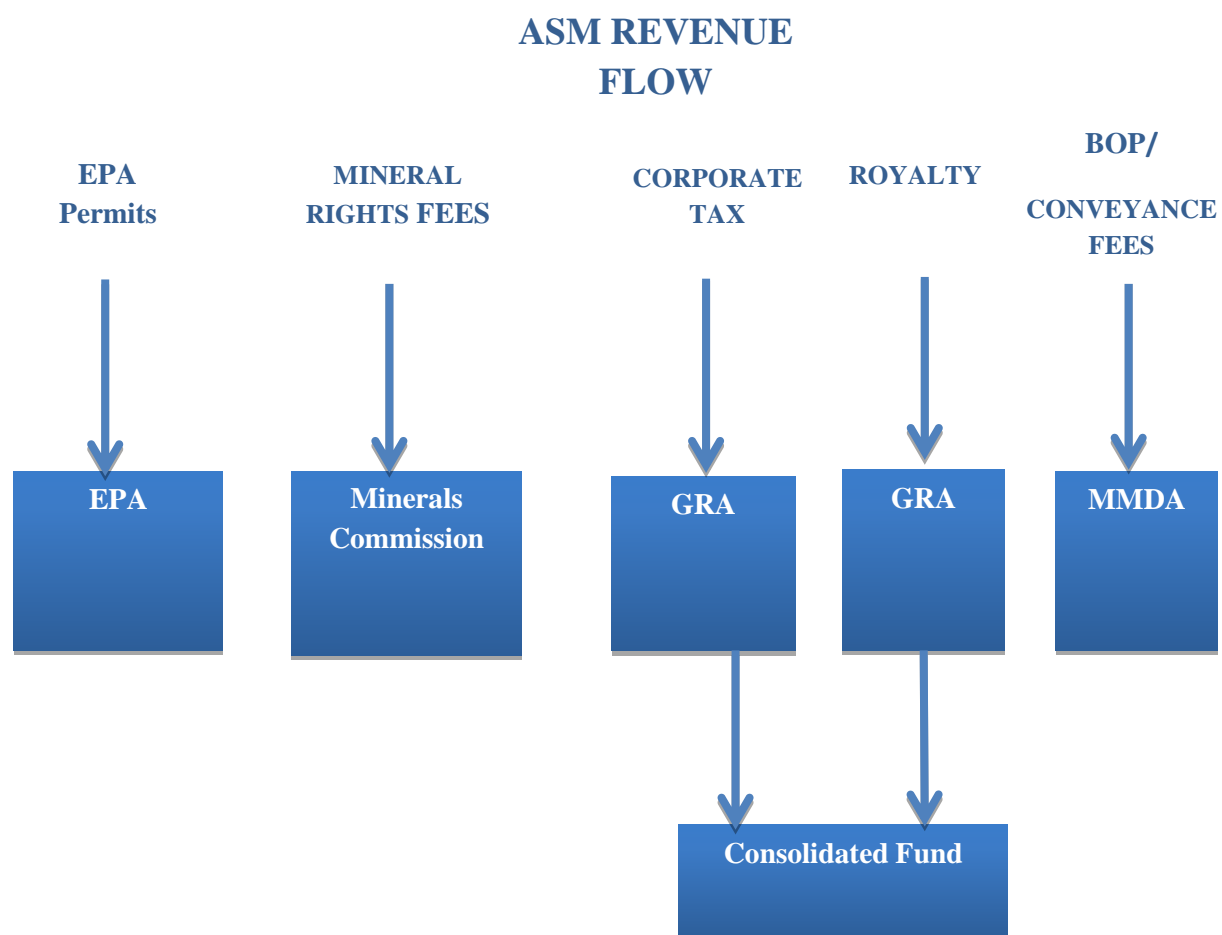 ASM REVENUE
FLOW
EPA
Permits
MINERAL
RIGHTS FEES
CORPORATE
TAX
ROYALTY
BOP/
CONVEYANCE
FEES
EPA
Minerals
Commission
GRA
GRA
MMDA
Consolidated Fund